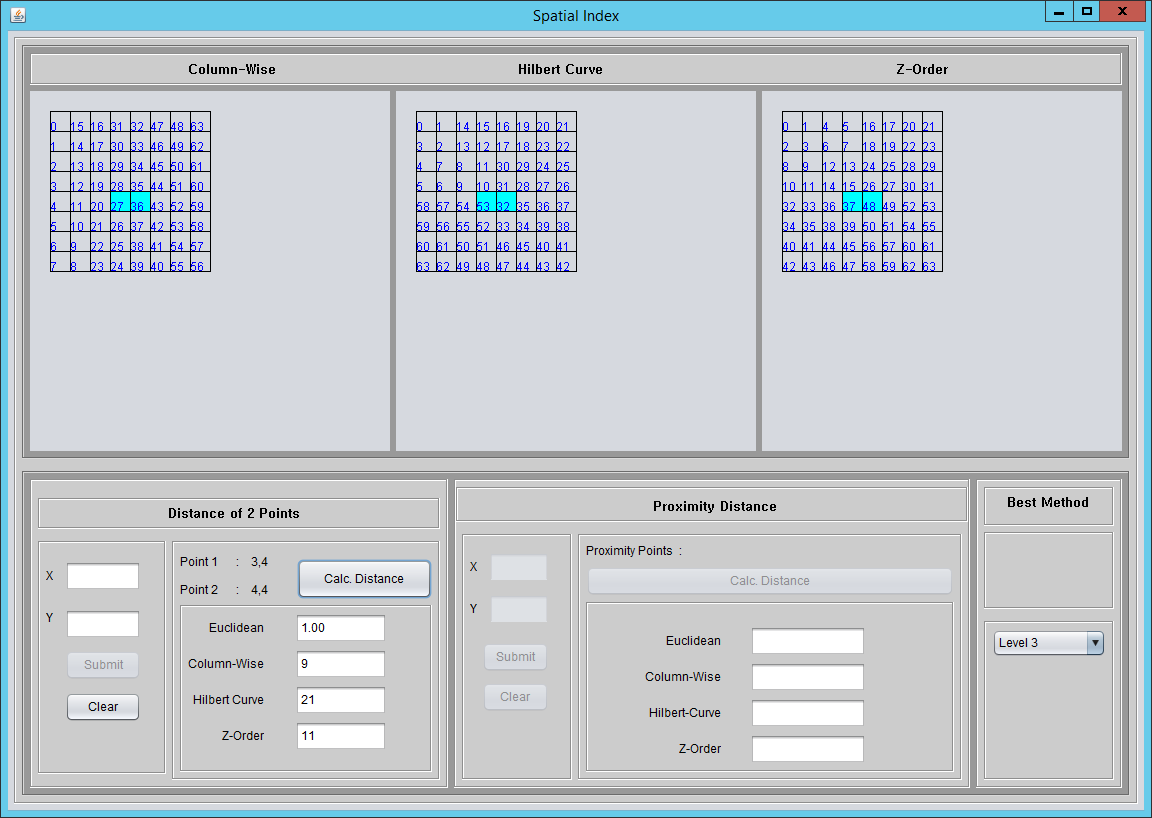 Spatial Index
Column-Wise Hilbert Curve Z-Order
0 15 16 31 32 47 48 63 0 1 14 15 16 19 20 21 0 1 4 5 16 17 20 21
1 14 17 30 33 46 49 62 3 2 13 12 17 18 23 22 2 3 6 7 18 19 22 23
2 13 18 29 34 45 50 61 4 7 8 11 30 29 24 25 8 9 12 13 24 25 28 29
3 12 19 28 35 44 51 60 5 6 9 10 31 28 27 26 10 11 14 15 26 27 30 31
4 11 20 27 36 43 52 59 58 57 54 53 32 35 36 37 32 33 36 37 48 49 52 53
5 10 21 26 37 42 53 58 59 56 55 52 33 34 39 38 34 35 38 39 50 51 54 55
6 9 22 25 38 41 54 57 60 61 50 51 46 45 40 41 40 41 44 45 56 57 60 61
7 8 23 24 39 40 55 56 63 62 49 48 47 44 43 42 42 43 46 47 58 59 62 63
Distance of 2 Points
X
Y
Submit
Clear
Point 1 : 3,4
Point 2 : 4,4
Calc. Distance
Euclidean 1.00
Column-Wise 9
Hilbert Curve 21
Z-Order 11
Proximity Distance
X
Y
Submit
Clear
Proximity Points :
Calc. Distance
Euclidean
Column-Wise
Hilbert-Curve
Z-Order
Best Method
Level 3